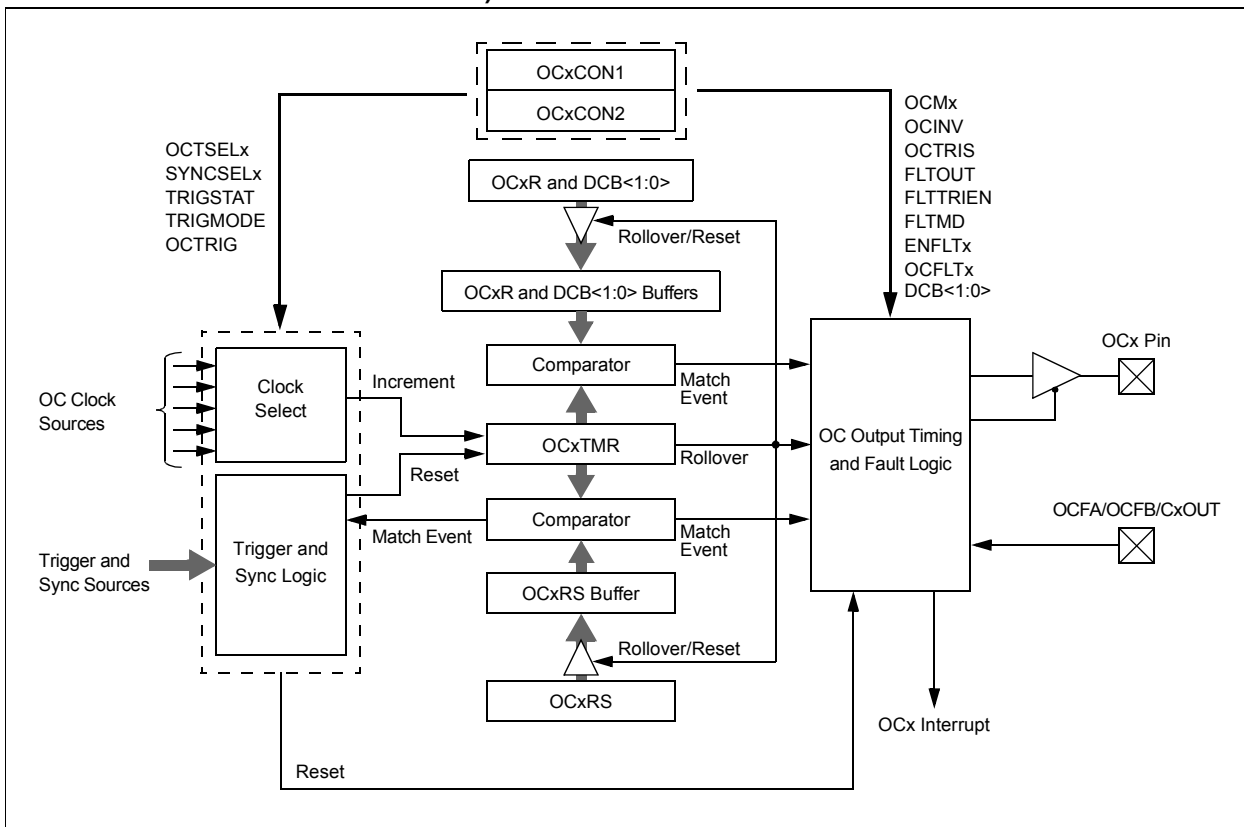 OCxCON1
OCxCON2
OCTSELx
SYNCSELx
TRIGSTAT
TRIGMODE
OCTRIG
OCMx
OCINV
OCTRIS
FLTOUT
FLTTRIEN
FLTMD
ENFLTx
OCFLTx
DCB<1:0>
OCxR and DCB<1:0>
Rollover/Reset
OCxR and DCB<1:0> Buffers
OC Clock
Sources
Clock
Select
Increment
Comparator
Match
Event
OCxTMR
Rollover
Reset
Comparator
Match Event
Match
Event
Trigger and
Sync Sources
Trigger and
Sync Logic
OCxRS Buffer
Rollover/Reset
OCxRS
OC Output Timing
and Fault Logic
OCx Pin
OCFA/OCFB/CxOUT
OCx Interrupt
Reset